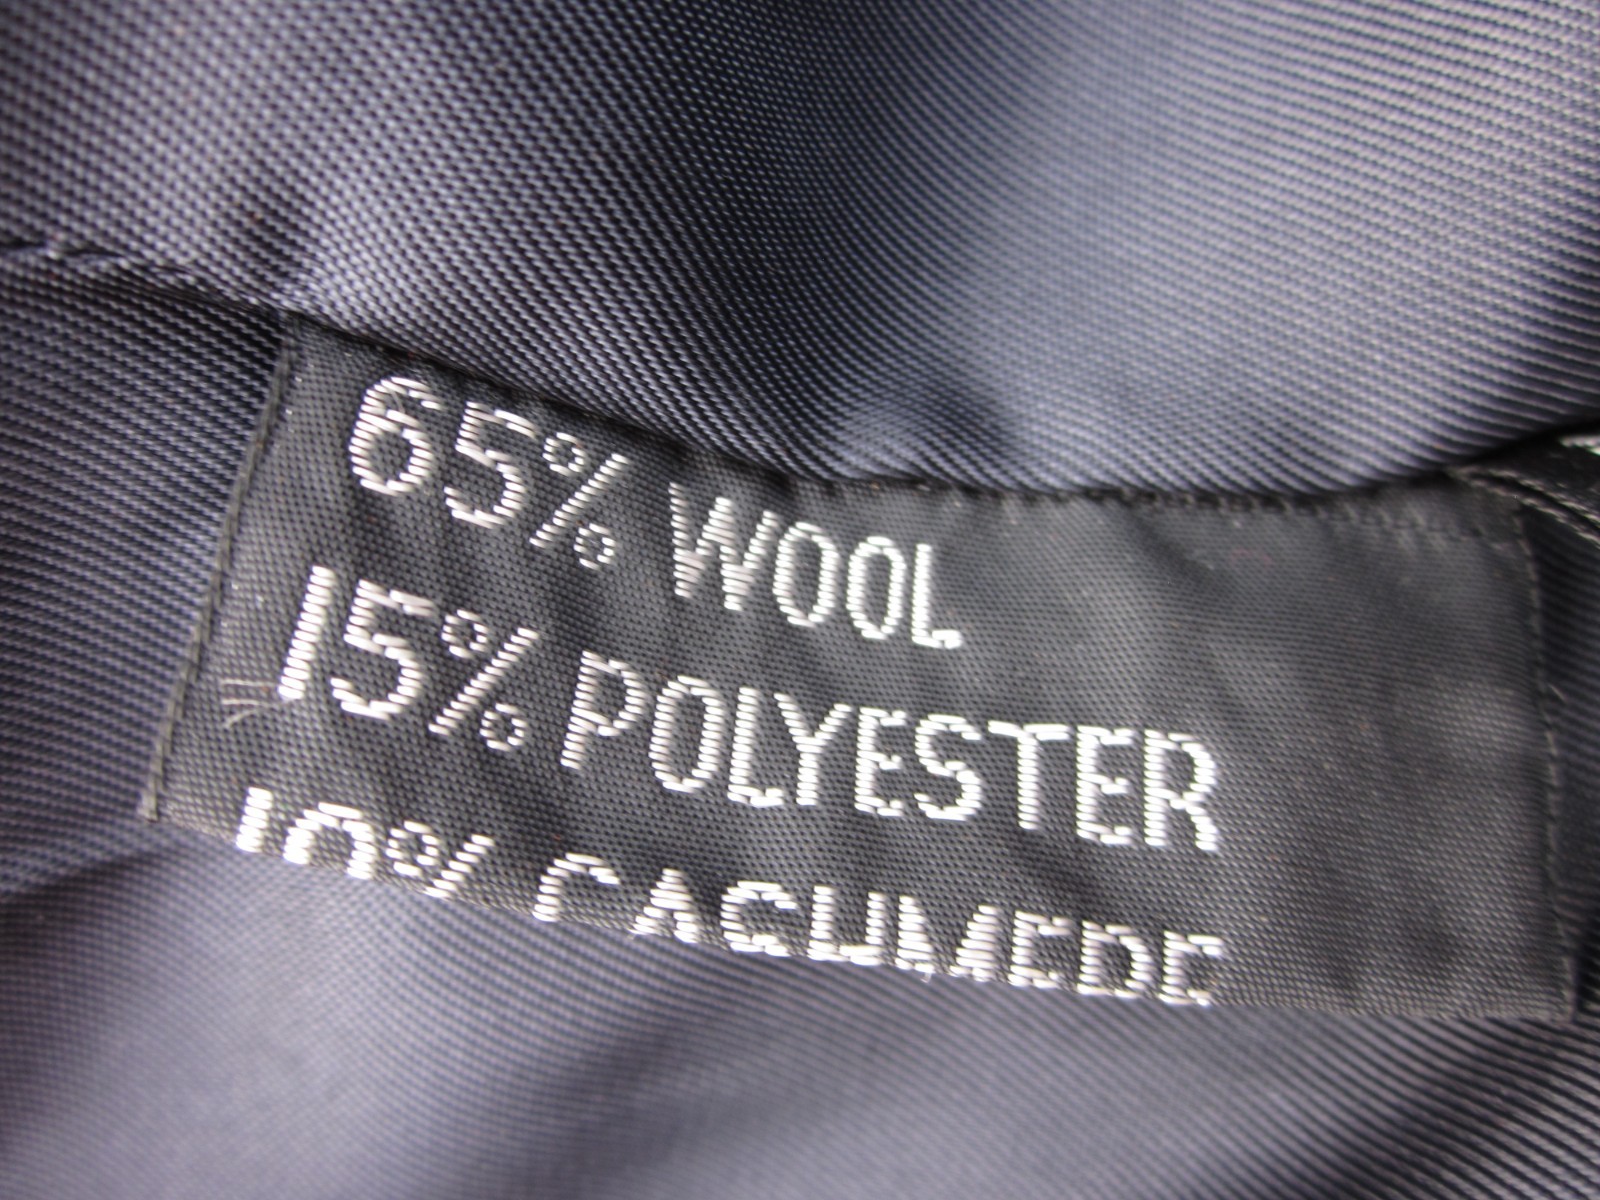 65% WOOL
15% POLYESTER
10% CASHMERE